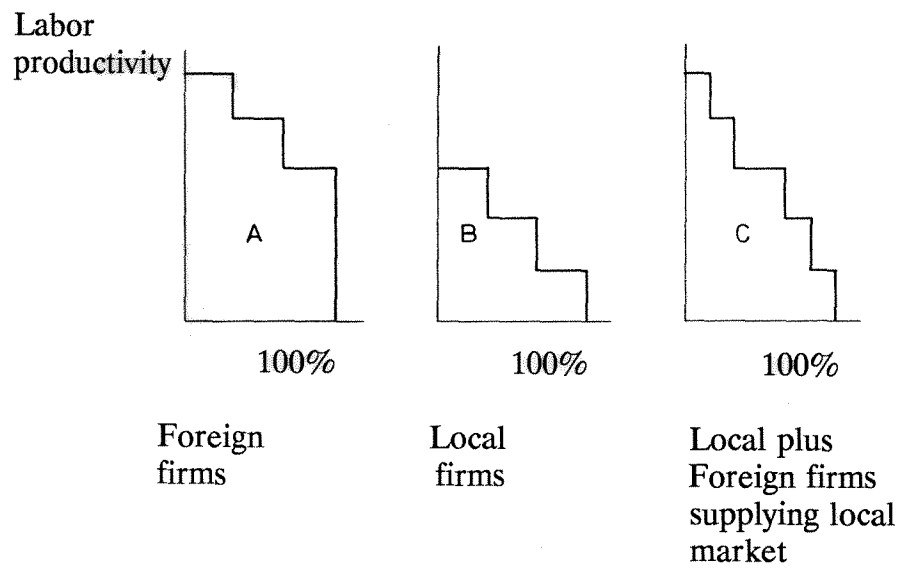 Labor
productivity
A
B
C
100%
100%
100%
Foreign
firms
Local
firms
Local plus
Foreign firms
supplying local
market